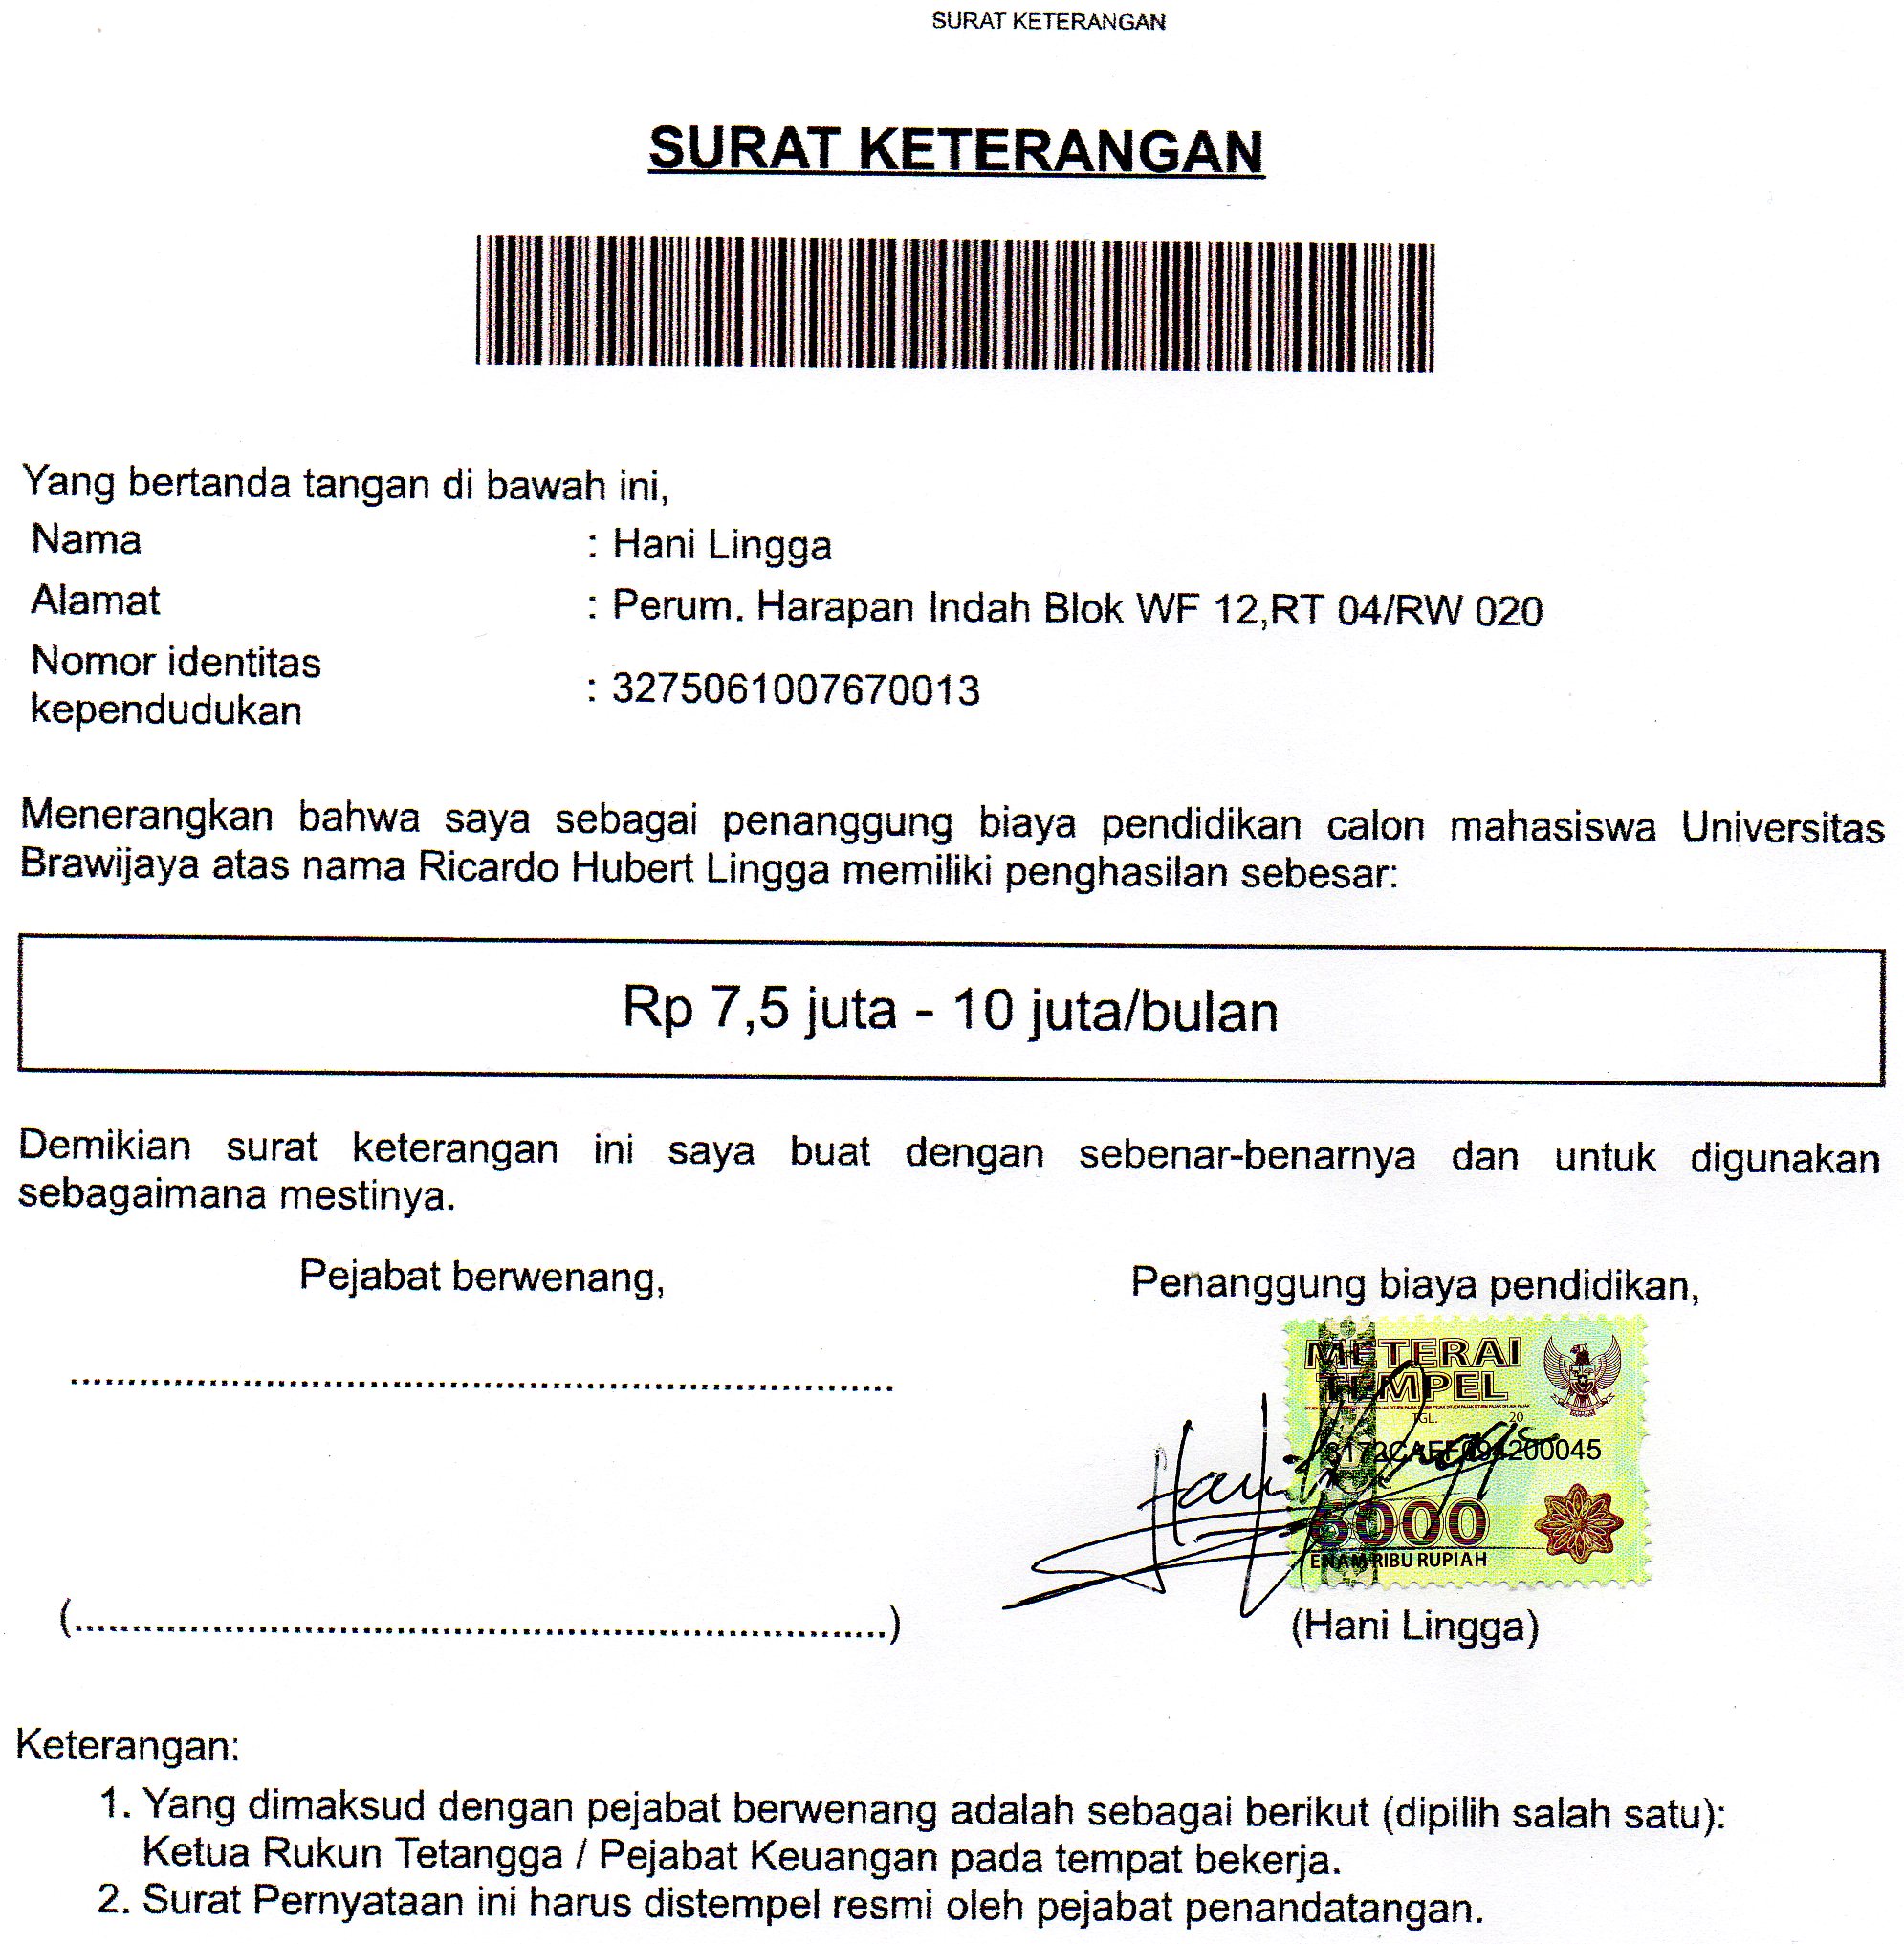 SURAT KETERANGAN
SURAT KETERANGAN
Yang bertanda tangan di bawah ini,
Nama : Hani Lingga
Alamat : Perum. Harapan Indah Blok WF 12,RT 04/RW 020
Nomor identitas
kependudukan : 3275061007670013
Menerangkan bahwa saya sebagai penanggung biaya pendidikan calon mahasiswa Universitas
Brawijaya atas nama Ricardo Hubert Lingga memiliki penghasilan sebesar:
Rp 7,5 juta - 10 juta/bulan
Demikian surat keterangan ini saya buat dengan sebenar-benarnya dan untuk digunakan
sebagaimana mestinya.
Pejabat berwenang,
Penanggung biaya pendidikan,
METERAI
TEMPEL
TGL. 20
6000
ENAM RIBU RUPIAH
(........................................................................)
(Hani Lingga)
Keterangan:
1. Yang dimaksud dengan pejabat berwenang adalah sebagai berikut (dipilih salah satu):
Ketua Rukun Tetangga / Pejabat Keuangan pada tempat bekerja.
2. Surat Pernyataan ini harus distempel resmi oleh pejabat penandatangan.